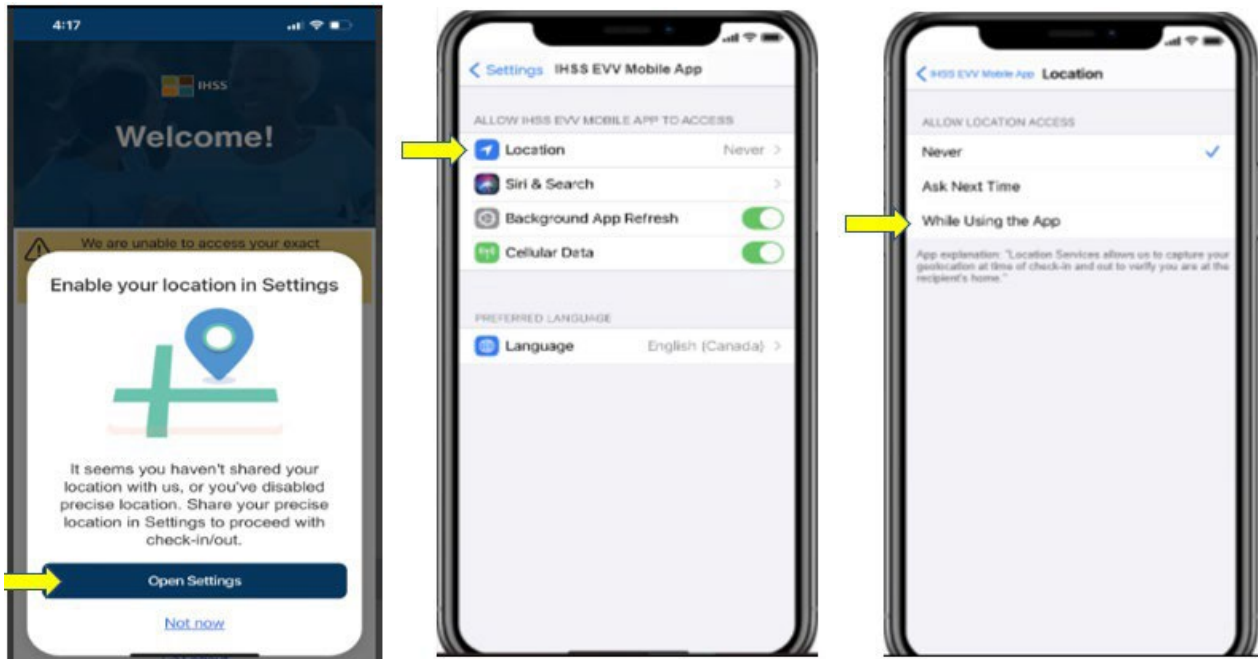 4:17
IHSS
Welcome!
We are unable to access your exact
Enable your location in Settings
It seems you haven't shared your
location with us, or you've disabled
precise location. Share your precise
location in Settings to proceed with
check-in/out.
Open Settings
Not now
Settings IHSS EVV Mobile App
ALLOW IHSS EVV MOBILE APP TO ACCESS
Location Never
Siri & Search
Background App Refresh
Cellular Data
PREFERRED LANGUAGE
Language English (Canada)
IHSS EVV Mobile App Location
ALLOW LOCATION ACCESS
Never
Ask Next Time
While Using the App
App explanation: "Location Services allows us to capture your
geolocation at time of check-in and out to verify you are at the
recipient's home."